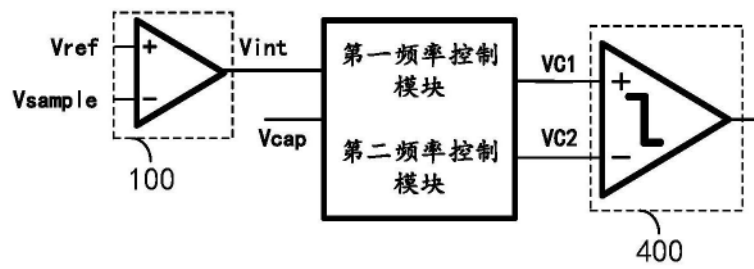 Vref
+
Vint
Vsample
-
100
Vcap
第一频率控制
模块
第二频率控制
模块
VC1
+
VC2
-
400